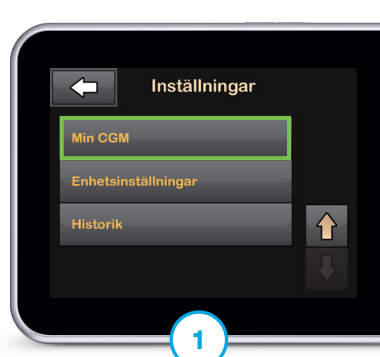 Inställningar
Min CGM
Enhetsinställningar
Historik
1